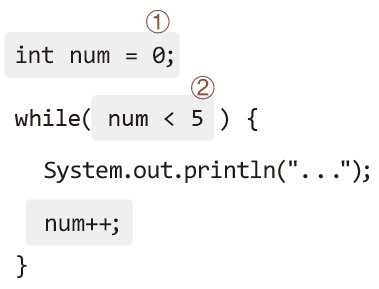 ①
int num = 0;
②
while( num < 5 ) {
System.out.println("...");
num++;
}